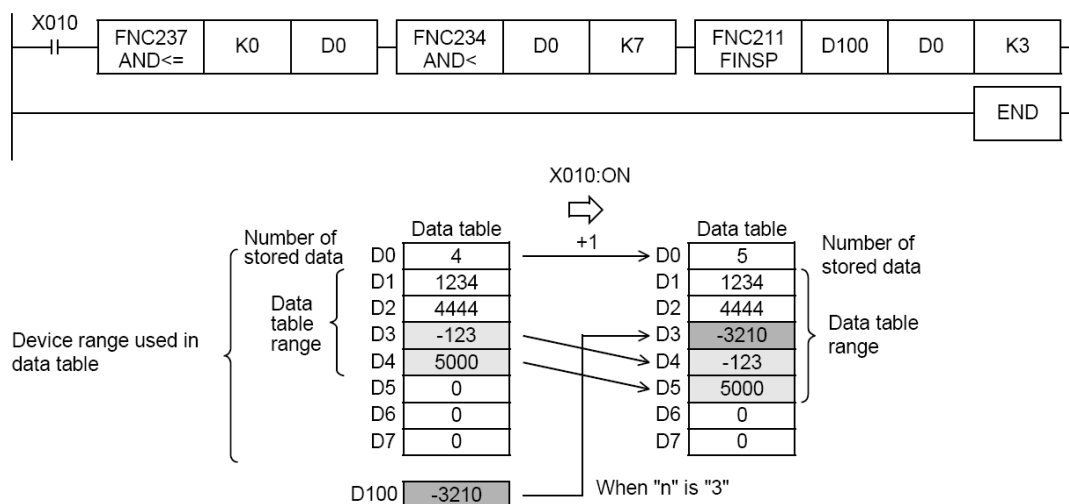 X010
FNC237 AND<= K0 D0 FNC234 AND< D0 K7 FNC211 FINSP D100 D0 K3
END
X010:ON
Data table Data table
Number of stored data D0 4 +1 D0 5 Number of stored data
D1 1234 D1 1234
D2 4444 D2 4444
Data table range D3 -123 D3 -3210 Data table range
Device range used in data table D4 5000 D4 -123
D5 0 D5 5000
D6 0 D6 0
D7 0 D7 0
D100 -3210 When "n" is "3"